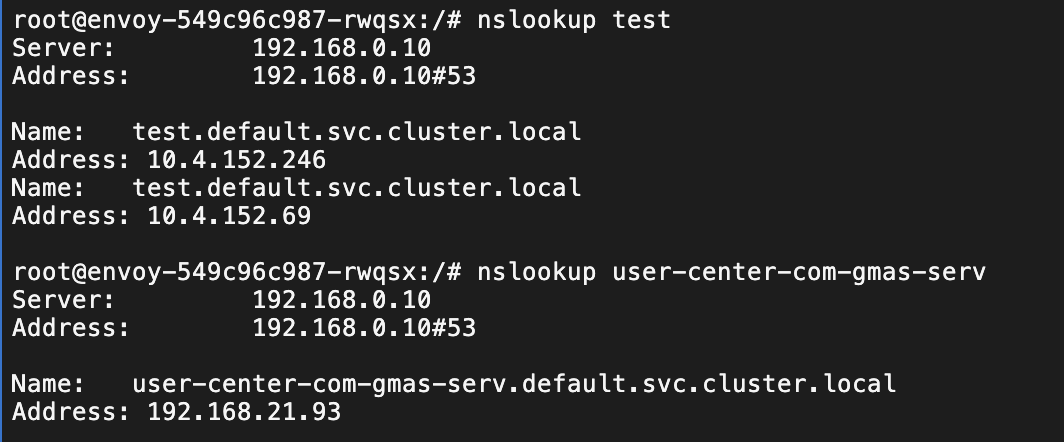 root@envoy-549c96c987-rwqsx:/# nslookup test
Server:         192.168.0.10
Address:        192.168.0.10#53

Name:   test.default.svc.cluster.local
Address: 10.4.152.246
Name:   test.default.svc.cluster.local
Address: 10.4.152.69

root@envoy-549c96c987-rwqsx:/# nslookup user-center-com-gmas-serv
Server:         192.168.0.10
Address:        192.168.0.10#53

Name:   user-center-com-gmas-serv.default.svc.cluster.local
Address: 192.168.21.93